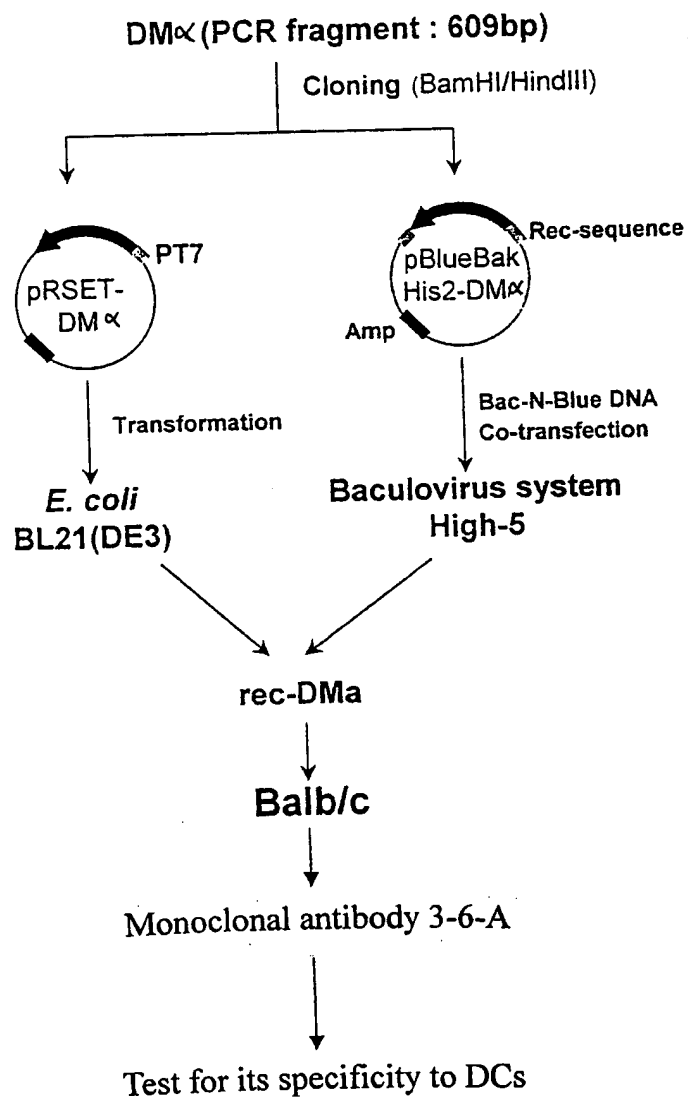 DM∝(PCR fragment : 609bp)
Cloning (BamHI/HindIII)
PT7
pRSET-
DM∝
Rec-sequence
pBlueBak
His2-DM∝
Amp
Transformation
Bac-N-Blue DNA
Co-transfection
E. coli
BL21(DE3)
Baculovirus system
High-5
rec-DMa
Balb/c
Monoclonal antibody 3-6-A
Test for its specificity to DCs